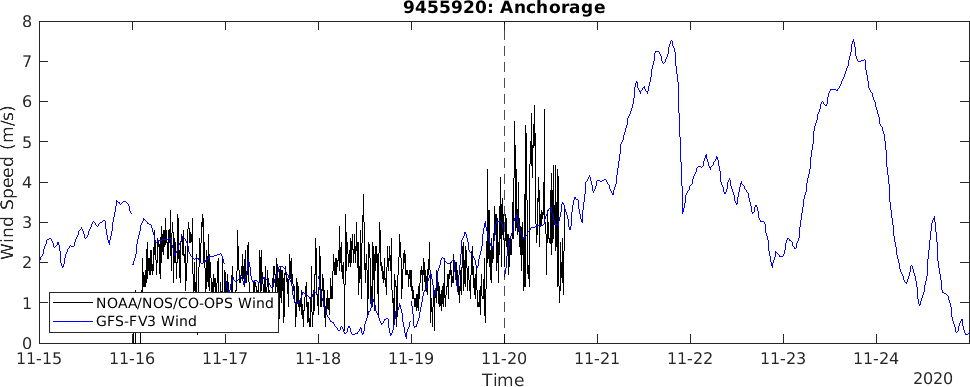 9455920: Anchorage
8
7
6
5
4
3
2
1
0
Wind Speed (m/s)
NOAA/NOS/CO-OPS Wind
GFS-FV3 Wind
11-15 11-16 11-17 11-18 11-19 11-20 11-21 11-22 11-23 11-24
Time
2020